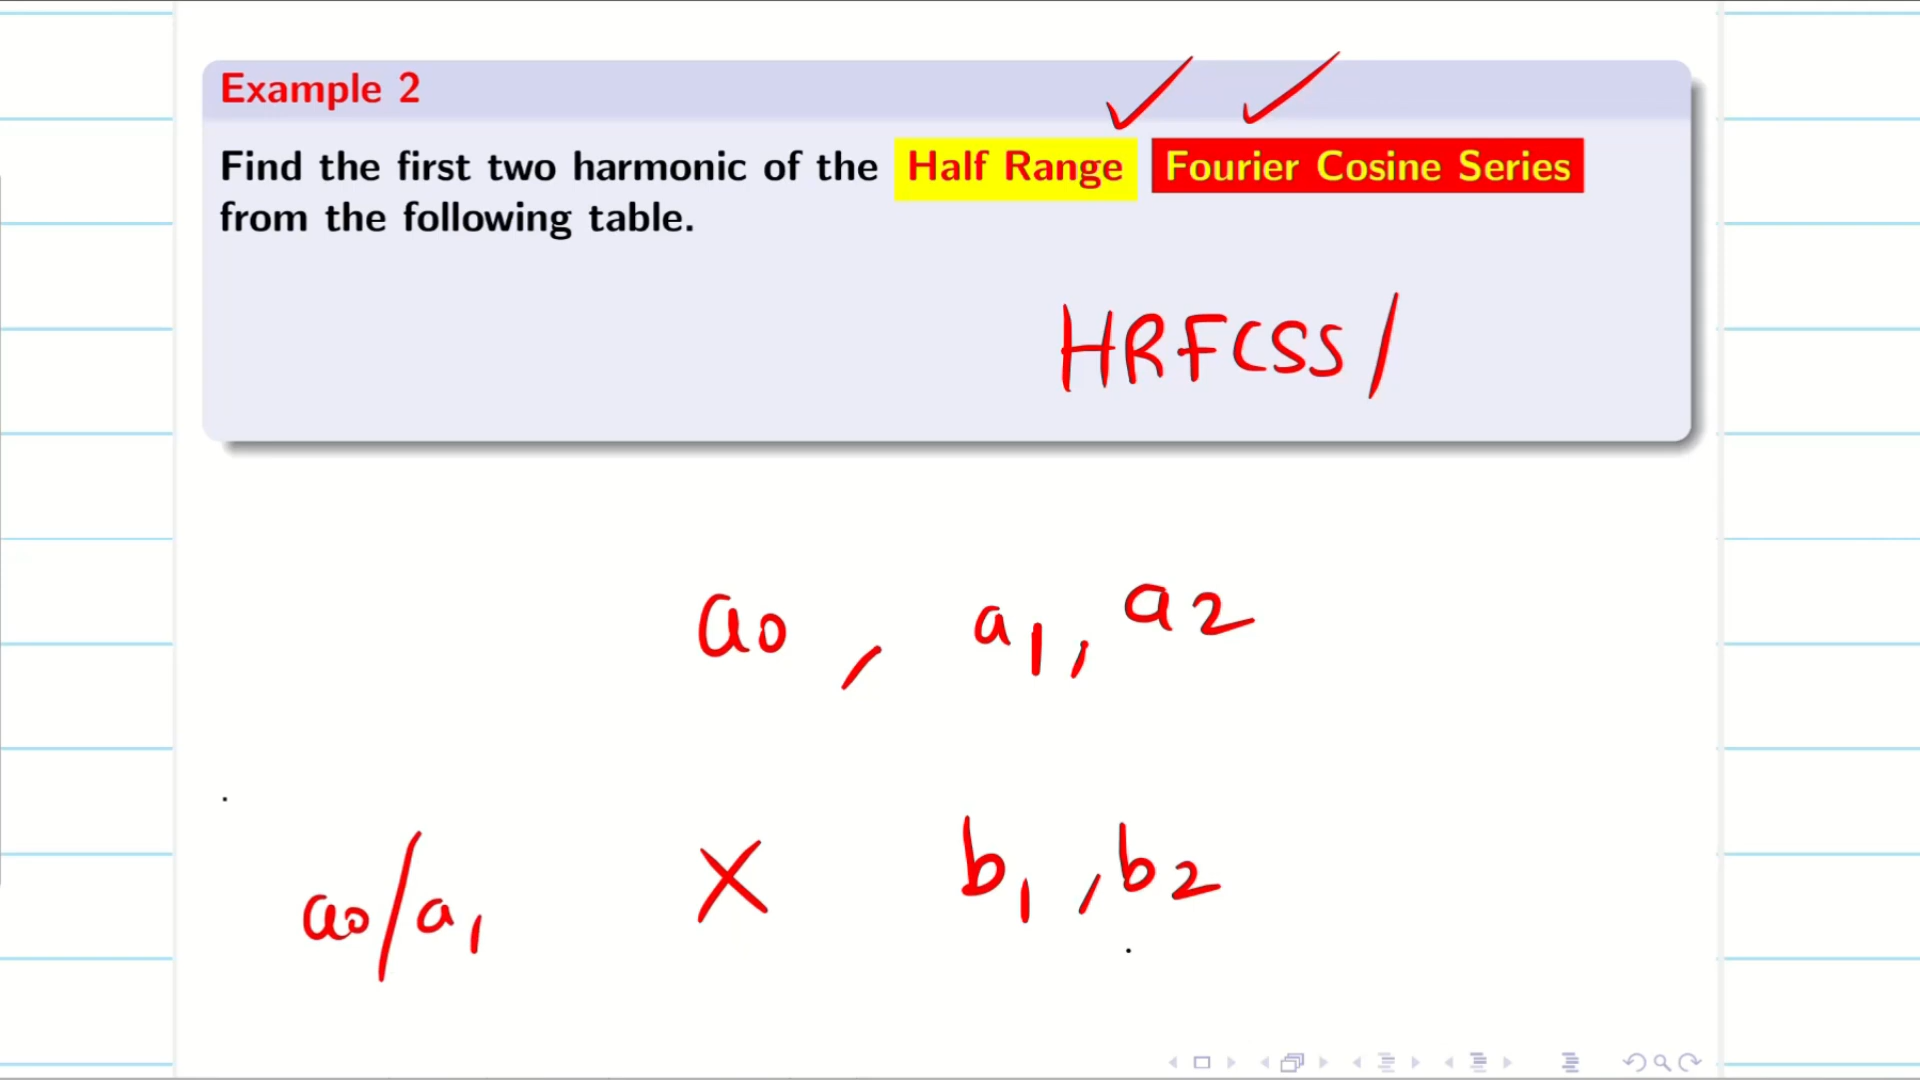 Example 2
Find the first two harmonic of the Half Range Fourier Cosine Series
from the following table.
HRFCSS /
a0 , a1, a2
a0/a1 X b1, b2